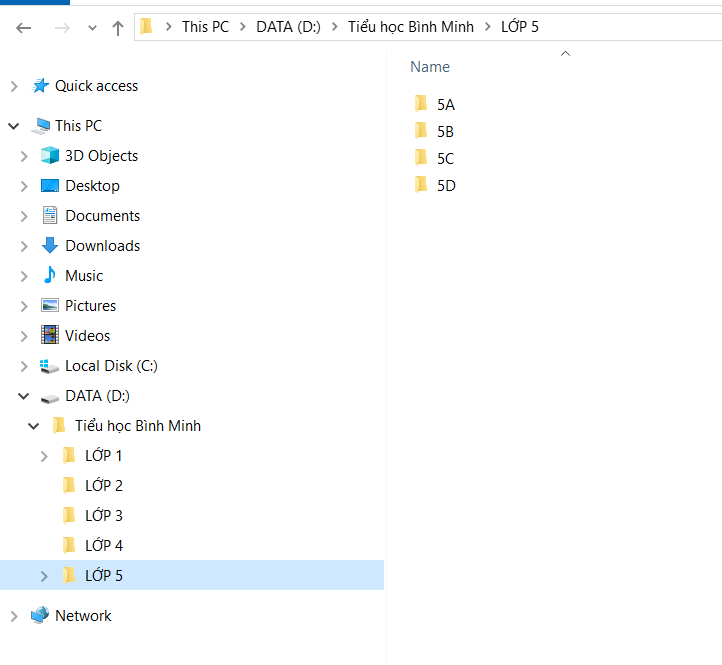 This PC > DATA (D:) > Tiểu học Bình Minh > LỚP 5
Name
5A
5B
5C
5D
Quick access
This PC
3D Objects
Desktop
Documents
Downloads
Music
Pictures
Videos
Local Disk (C:)
DATA (D:)
Tiểu học Bình Minh
LỚP 1
LỚP 2
LỚP 3
LỚP 4
LỚP 5
Network